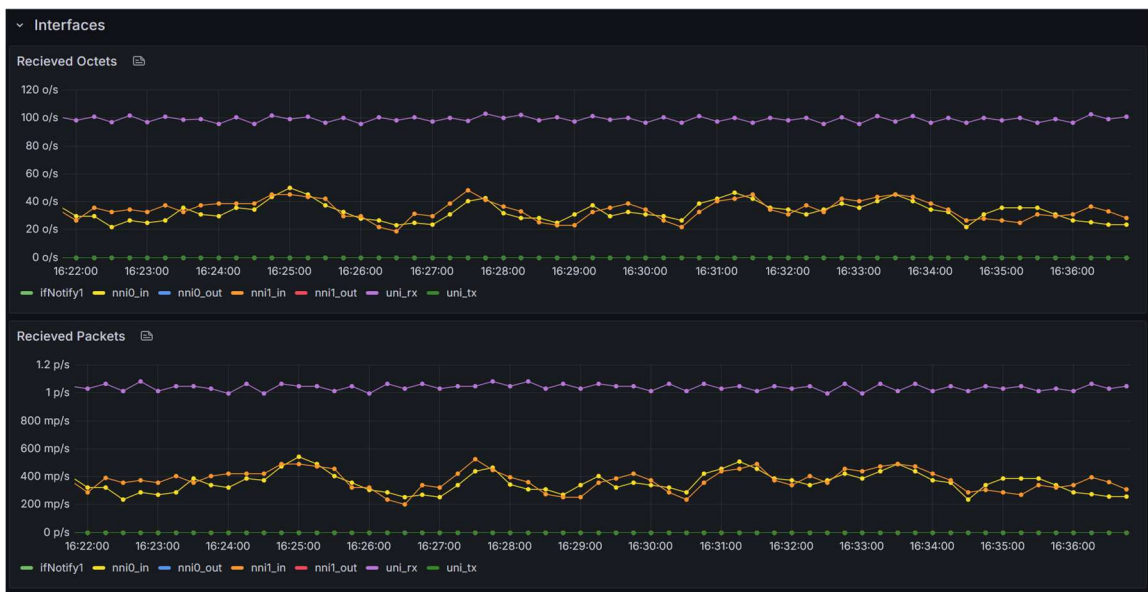 Interfaces
Recieved Octets
120 o/s
100 o/s
80 o/s
60 o/s
40 o/s
20 o/s
0 o/s
16:22:00 16:23:00 16:24:00 16:25:00 16:26:00 16:27:00 16:28:00 16:29:00 16:30:00 16:31:00 16:32:00 16:33:00 16:34:00 16:35:00 16:36:00
ifNotify1 nni0_in nni0_out nni1_in nni1_out uni_rx uni_tx
Recieved Packets
1.2 p/s
1 p/s
800 mp/s
600 mp/s
400 mp/s
200 mp/s
0 p/s
16:22:00 16:23:00 16:24:00 16:25:00 16:26:00 16:27:00 16:28:00 16:29:00 16:30:00 16:31:00 16:32:00 16:33:00 16:34:00 16:35:00 16:36:00
ifNotify1 nni0_in nni0_out nni1_in nni1_out uni_rx uni_tx